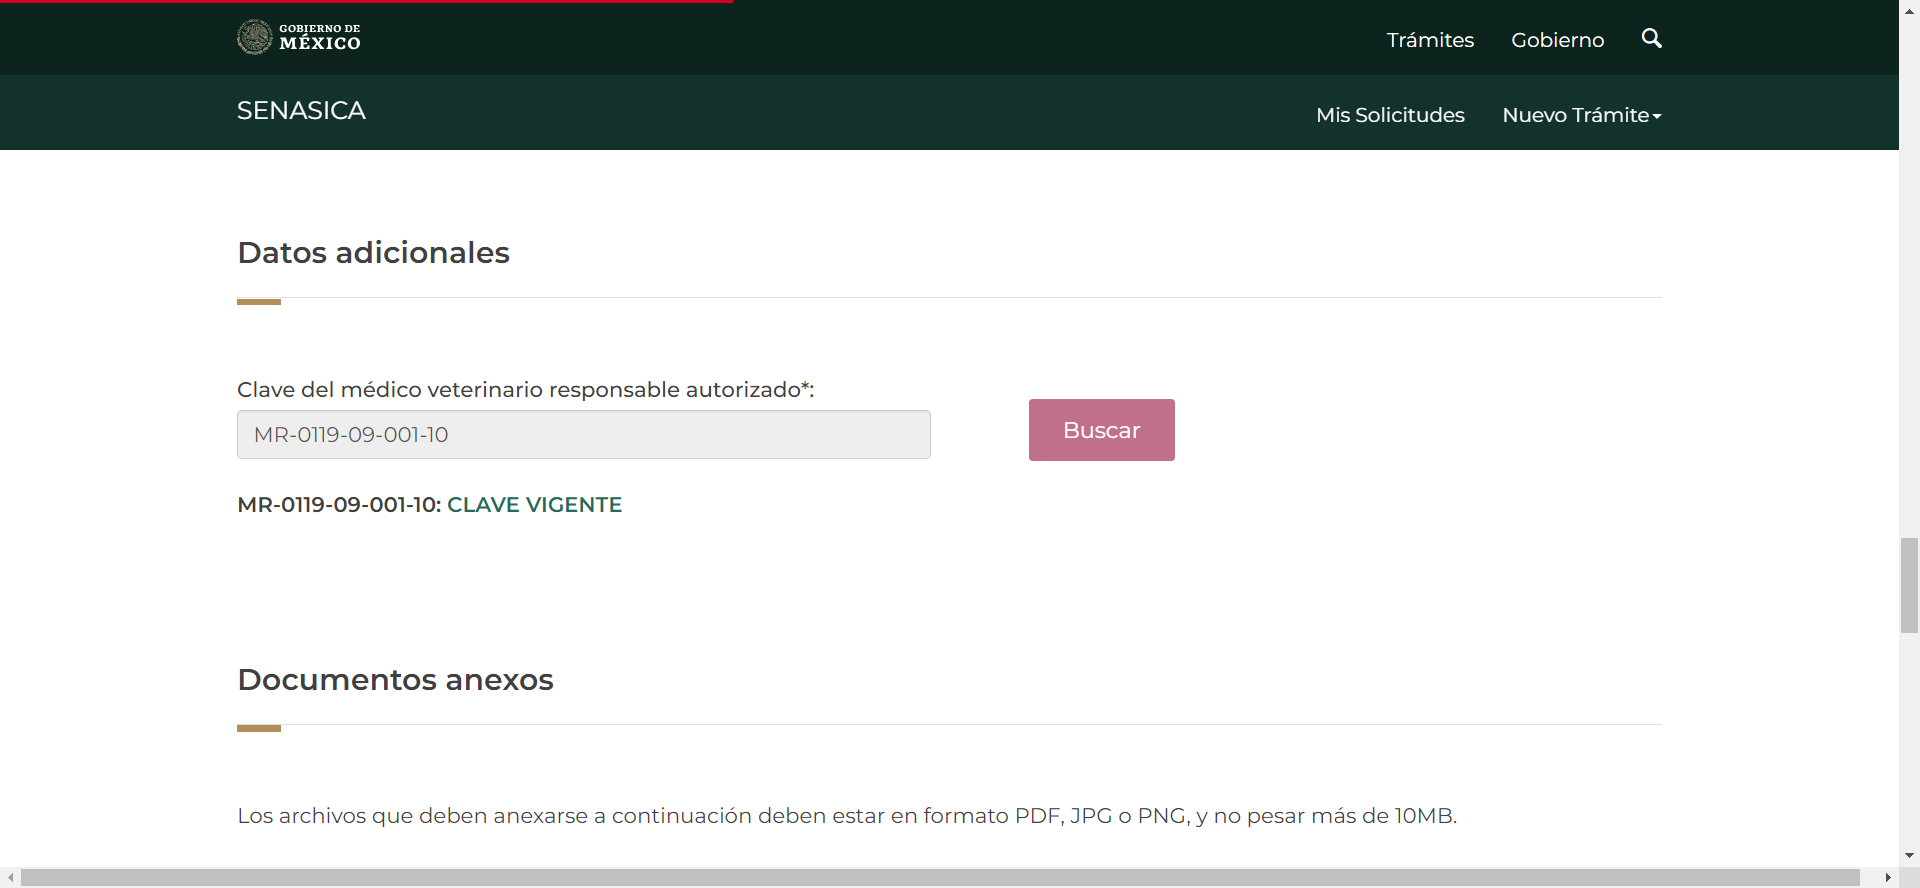 GOBIERNO DE
MÉXICO
Trámites
Gobierno
SENASICA
Mis Solicitudes
Nuevo Trámite
Datos adicionales
Clave del médico veterinario responsable autorizado*:
MR-0119-09-001-10
Buscar
MR-0119-09-001-10: CLAVE VIGENTE
Documentos anexos
Los archivos que deben anexarse a continuación deben estar en formato PDF, JPG o PNG, y no pesar más de 10MB.